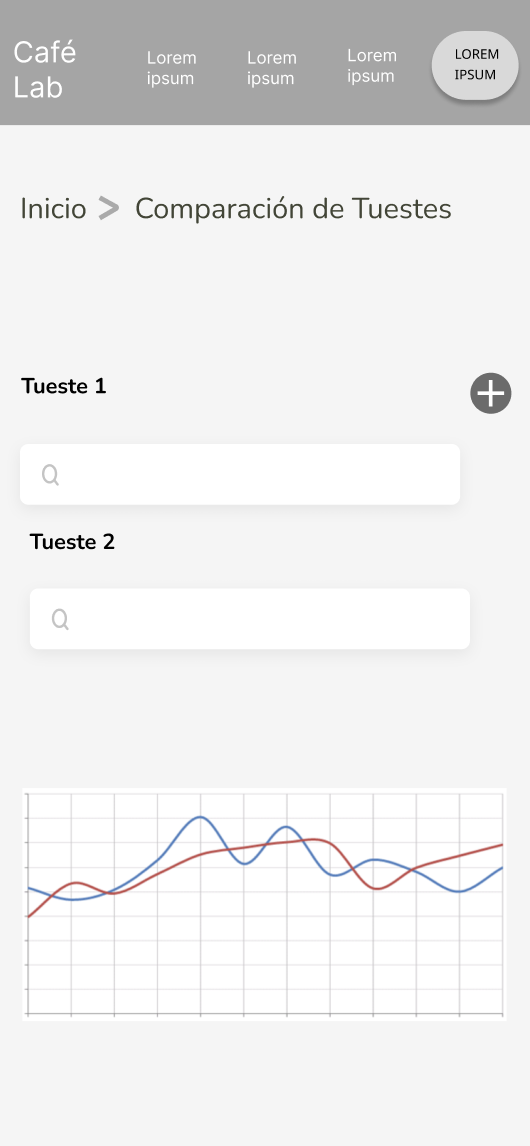 Café
Lab
Lorem
ipsum
Lorem
ipsum
Lorem
ipsum
LOREM
IPSUM
Inicio > Comparación de Tuestes
Tueste 1
Tueste 2